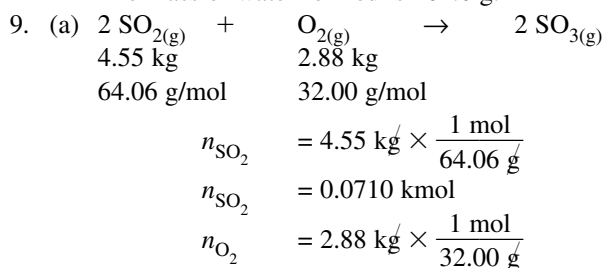 9. (a) 2 SO2(g) + O2(g) → 2 SO3(g)
4.55 kg 2.88 kg
64.06 g/mol 32.00 g/mol
nSO2 = 4.55 kg × 1 mol / 64.06 g
nSO2 = 0.0710 kmol
nO2 = 2.88 kg × 1 mol / 32.00 g